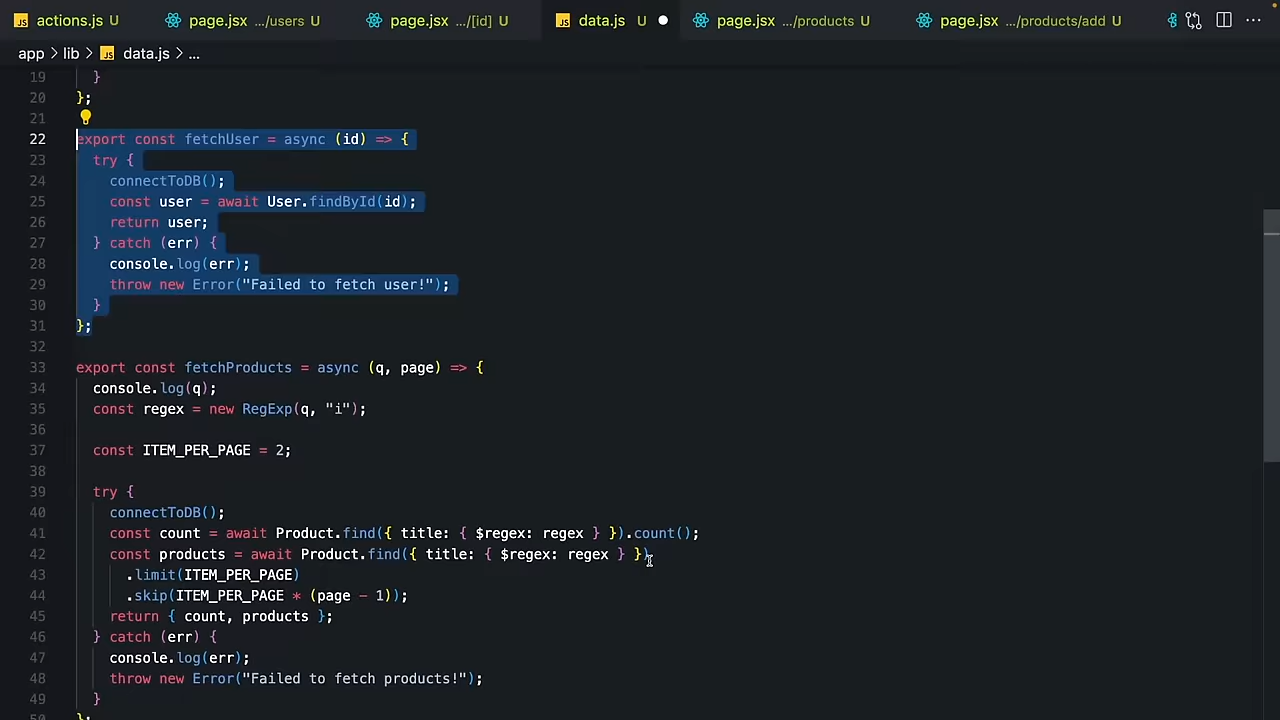 actions.js U page.jsx .../users U page.jsx .../[id] U data.js U page.jsx .../products U page.jsx .../products/add U
app > lib > data.js > ...
19 }
20 };
21
22 export const fetchUser = async (id) => {
23 try {
24 connectToDB();
25 const user = await User.findById(id);
26 return user;
27 } catch (err) {
28 console.log(err);
29 throw new Error("Failed to fetch user!");
30 }
31 };
32
33 export const fetchProducts = async (q, page) => {
34 console.log(q);
35 const regex = new RegExp(q, "i");
36
37 const ITEM_PER_PAGE = 2;
38
39 try {
40 connectToDB();
41 const count = await Product.find({ title: { $regex: regex } }).count();
42 const products = await Product.find({ title: { $regex: regex } })
43 .limit(ITEM_PER_PAGE)
44 .skip(ITEM_PER_PAGE * (page - 1));
45 return { count, products };
46 } catch (err) {
47 console.log(err);
48 throw new Error("Failed to fetch products!");
49 }
50 };